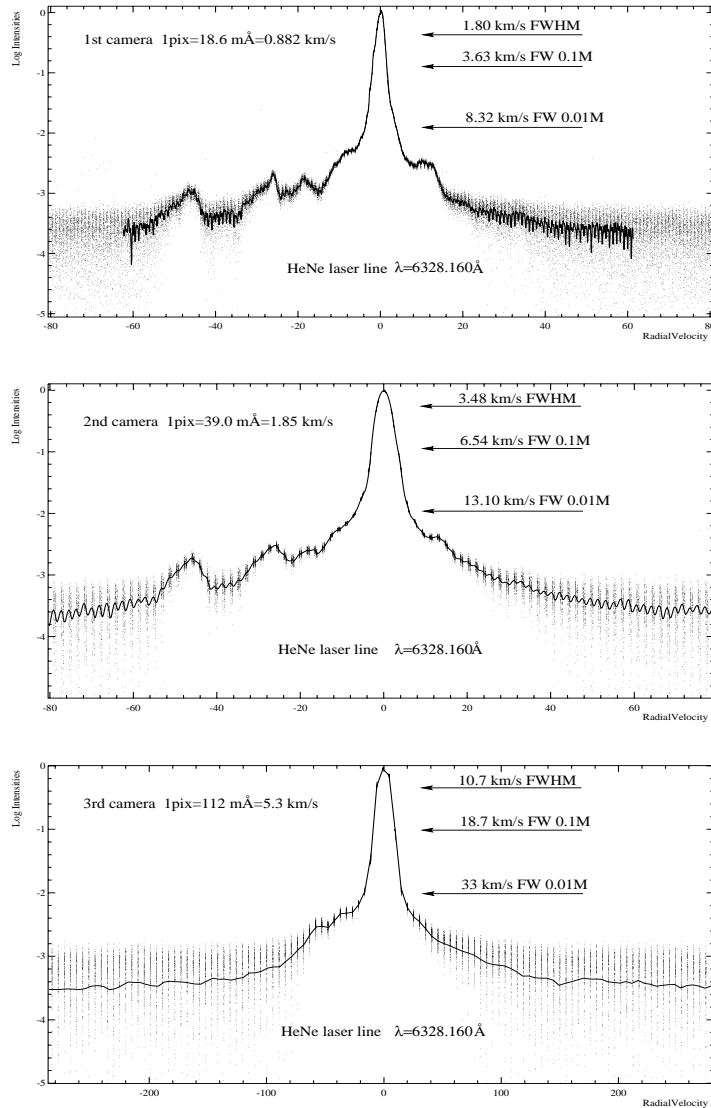 Log Intensities
0
-1
-2
-3
-4
-5
1st camera 1pix=18.6 mÅ=0.882 km/s
1.80 km/s FWHM
3.63 km/s FW 0.1M
8.32 km/s FW 0.01M
HeNe laser line λ=6328.160Å
-80 -60 -40 -20 0 20 40 60 80
RadialVelocity
Log Intensities
0
-1
-2
-3
-4
2nd camera 1pix=39.0 mÅ=1.85 km/s
3.48 km/s FWHM
6.54 km/s FW 0.1M
13.10 km/s FW 0.01M
HeNe laser line λ=6328.160Å
-80 -60 -40 -20 0 20 40 60
RadialVelocity
Log Intensities
0
-1
-2
-3
-4
-5
3rd camera 1pix=112 mÅ=5.3 km/s
10.7 km/s FWHM
18.7 km/s FW 0.1M
33 km/s FW 0.01M
HeNe laser line λ=6328.160Å
-200 -100 0 100 200
RadialVelocity